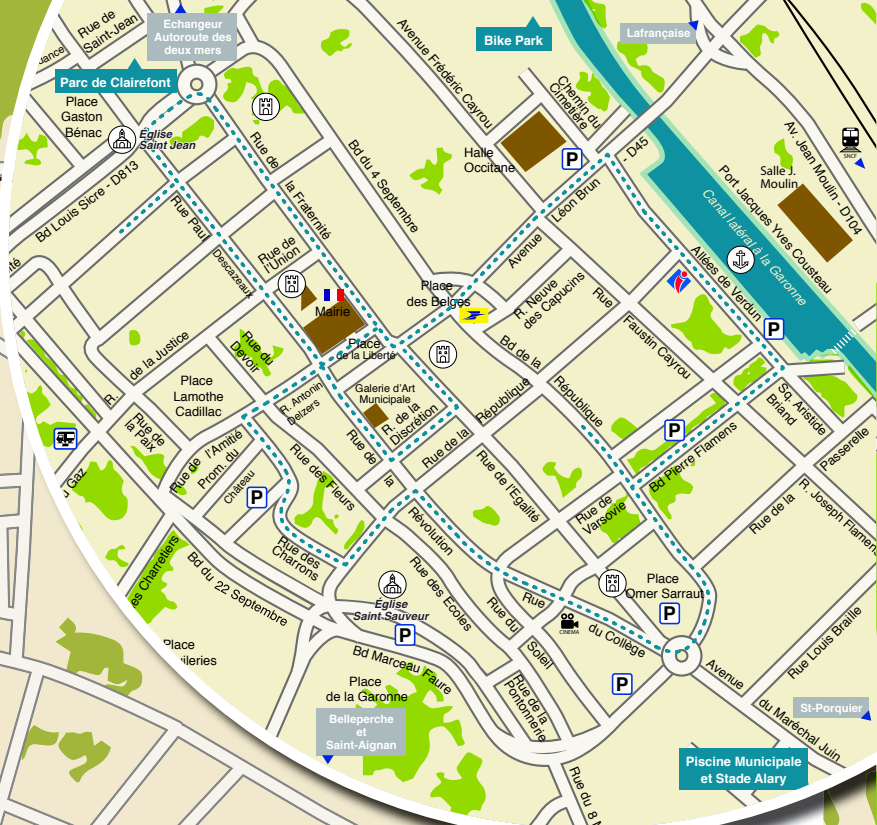 Rue de
Saint-Jean
Echangeur
Autoroute des
deux mers
Parc de Clairefont
Bike Park
Lafrançaise
Place
Gaston
Bénac
Église
Saint Jean
Bd Louis Sicre - D813
Rue de
la Fraternité
Bd du 4 Septembre
Avenue Frédéric Cayrou
Chemin du
Cimetière
Halle
Occitane
P
- D45
Av. Jean Moulin - D104
SNCF
Salle J.
Moulin
Port Jacques Yves Cousteau
Canal latéral à la Garonne
Allées de Verdun
Rue Paul
Descazeaux
Rue de
l'Union
Mairie
Place
des Belges
Avenue
Léon Brun
R. Neuve
des Capucins
Rue
Faustin Cayrou
P
Place
de la Liberté
Bd de la
République
R.
de la Justice
Rue du
Devoir
Place
Lamothe
Cadillac
R. Antonin
Delzers
Galerie d'Art
Municipale
R. de la
Discrétion
Rue de la
République
Sq. Aristide
Briand
Passerelle
P
Bd Pierre Flamens
Rue de
la Paix
Rue de
l'Amitié
Prom. du
Château
P
Rue des Fleurs
Rue de
la
Révolution
Rue de l'Egalité
Rue de
Varsovie
Rue de la
R. Joseph Flamens
u Gaz
es Charretiers
Rue des
Charrons
Bd du 22 Septembre
Église
Saint-Sauveur
P
Rue des Ecoles
Rue du
Soleil
Rue
du Collège
CINEMA
Place
Omer Sarraut
P
Rue Louis Braille
Place
uileries
Bd Marceau Faure
Place
de la Garonne
Belleperche
et
Saint-Aignan
Rue de la
Pontonnerie
P
Avenue
du Maréchal Juin
St-Porquier
Piscine Municipale
et Stade Alary
Rue du 8 M